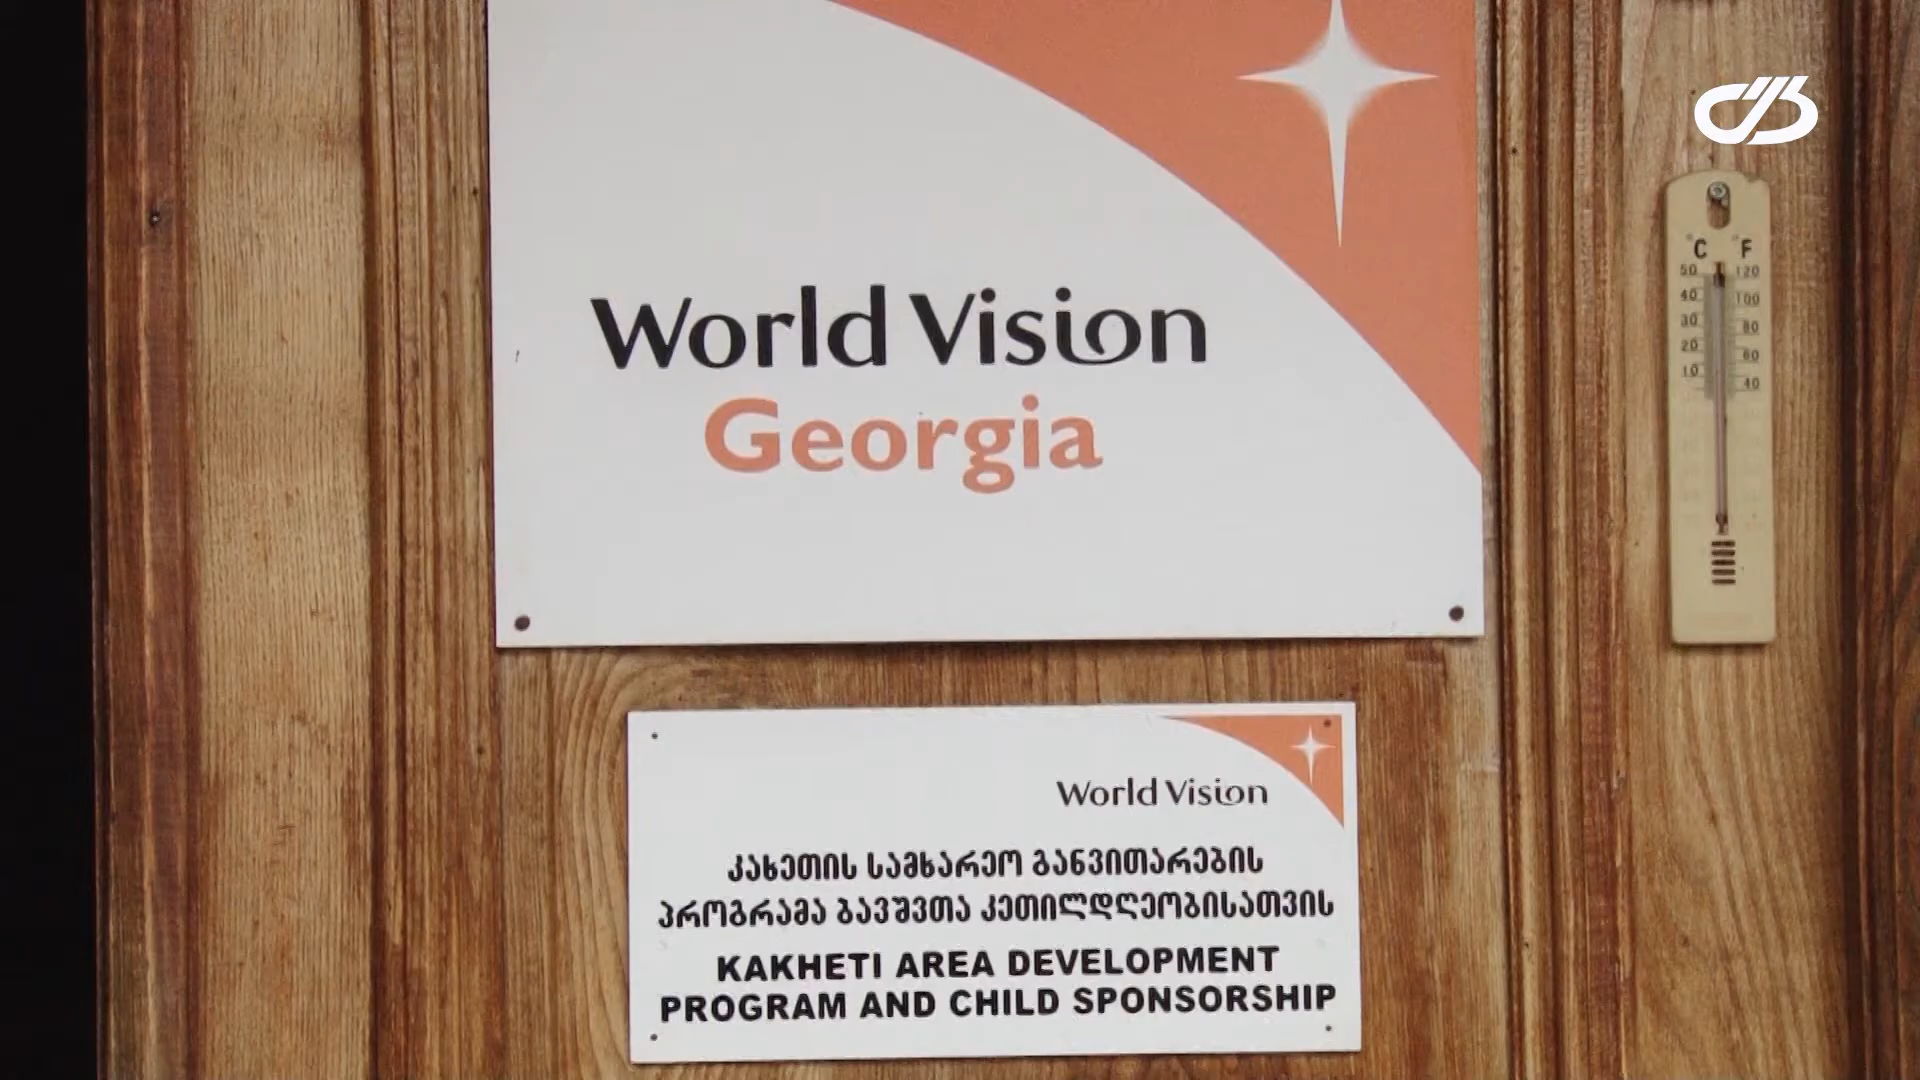 World Vision
Georgia
C F
50 120
40 100
30 80
20 60
10 40
World Vision
კახეთის სამხარეო განვითარების
პროგრამა ბავშვთა კეთილდღეობისათვის
KAKHETI AREA DEVELOPMENT
PROGRAM AND CHILD SPONSORSHIP